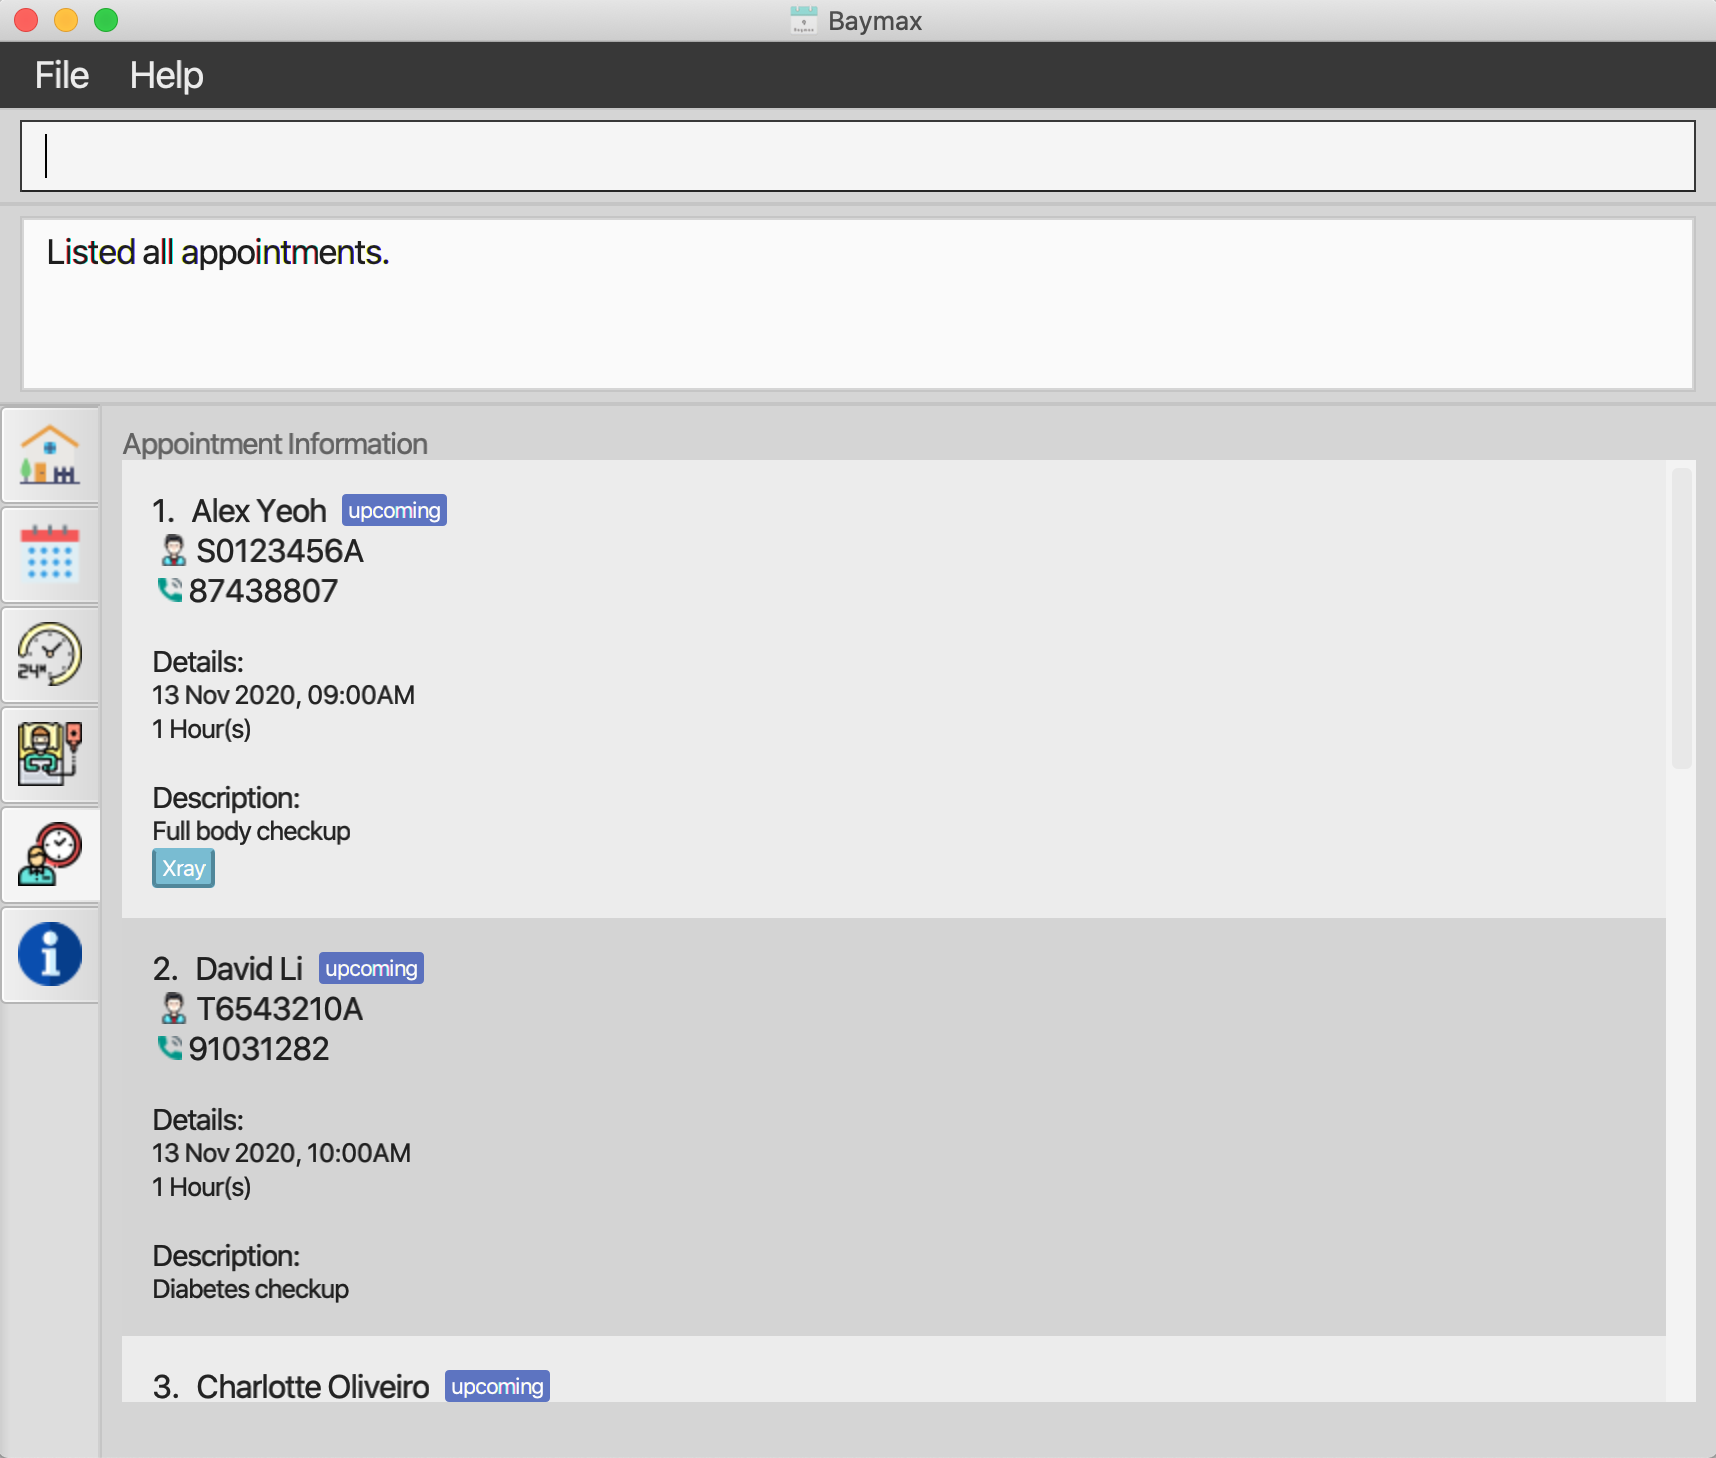 Baymax
File Help
Listed all appointments.
24H
Appointment Information
1. Alex Yeoh upcoming
S0123456A
87438807
Details:
13 Nov 2020, 09:00AM
1 Hour(s)
Description:
Full body checkup
Xray
2. David Li upcoming
T6543210A
91031282
Details:
13 Nov 2020, 10:00AM
1 Hour(s)
Description:
Diabetes checkup
3. Charlotte Oliveiro upcoming